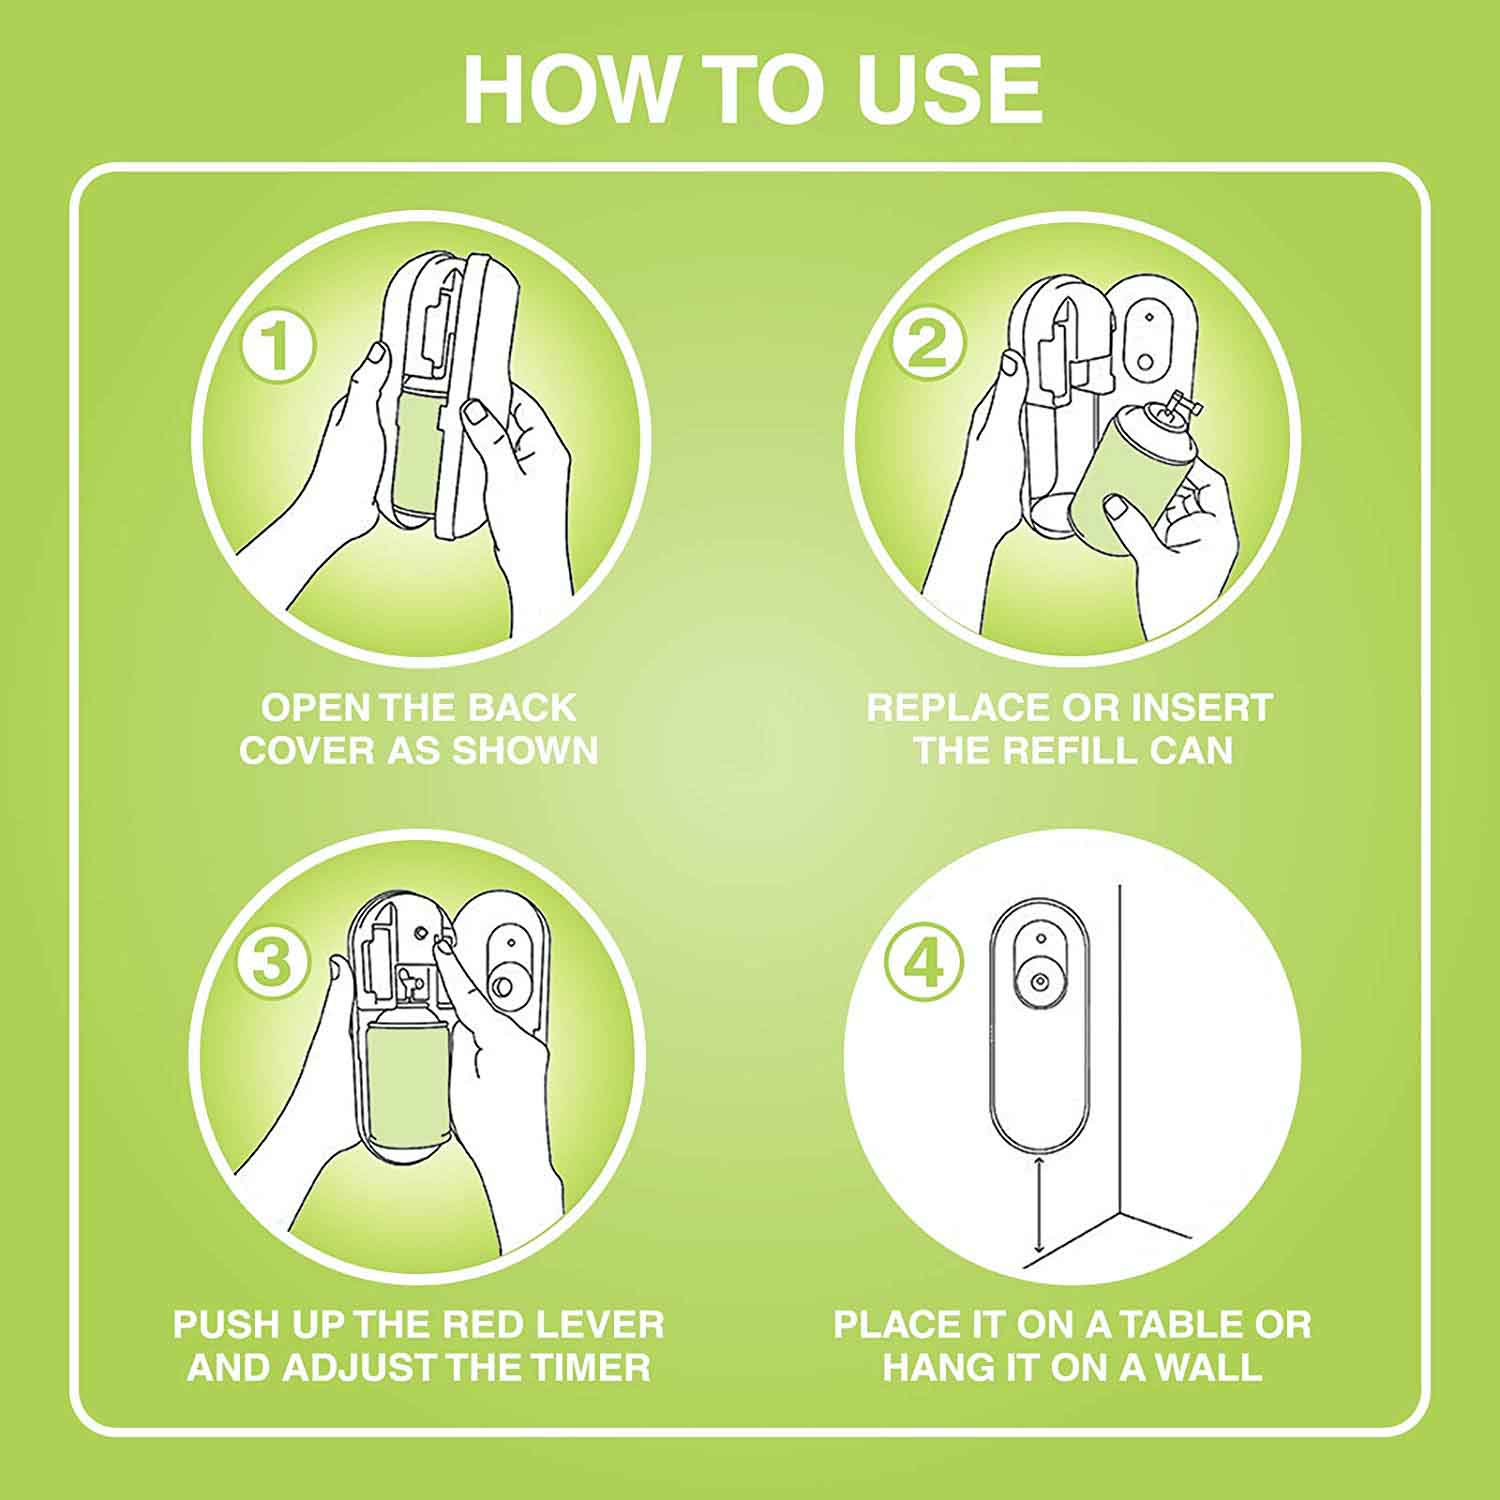 HOW TO USE
1
OPEN THE BACK
COVER AS SHOWN
2
REPLACE OR INSERT
THE REFILL CAN
3
PUSH UP THE RED LEVER
AND ADJUST THE TIMER
4
PLACE IT ON A TABLE OR
HANG IT ON A WALL